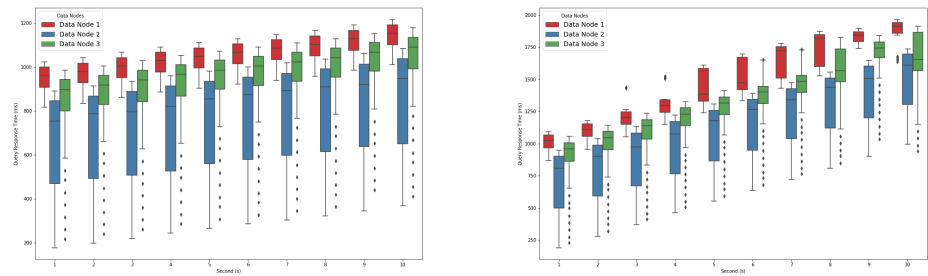 Data Nodes
Data Node 1
Data Node 2
Data Node 3
Query Response Time (ms)
1200
1000
800
600
400
200
1 2 3 4 5 6 7 8 9 10
Second (s)
Data Nodes
Data Node 1
Data Node 2
Data Node 3
Query Response Time (ms)
2000
1750
1500
1250
1000
750
500
250
1 2 3 4 5 6 7 8 9 10
Second (s)